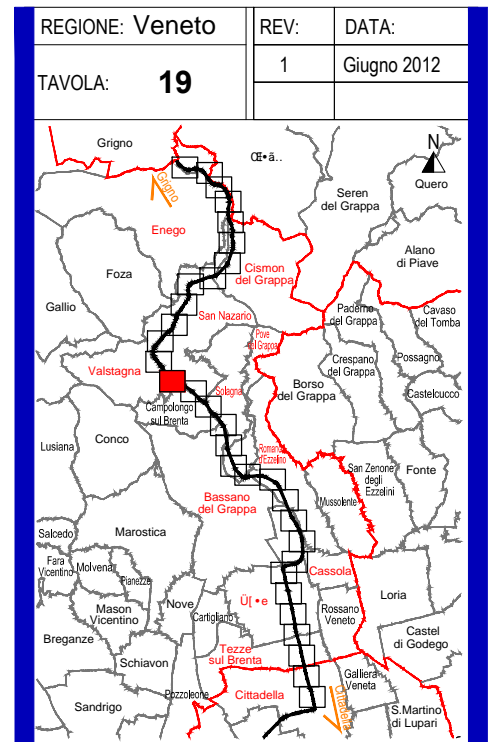 REGIONE: Veneto
REV:
DATA:
TAVOLA: 19
1
Giugno 2012
Grigno
Œ•ã..
N
Quero
Grigno
Seren
del Grappa
Enego
Alano
di Piave
Cismon
del Grappa
Foza
Gallio
San Nazario
Paderno
del Grappa
Cavaso
del Tomba
Pove
del Grappa
Valstagna
Crespano
del Grappa
Possagno
Solagna
Borso
del Grappa
Castelcucco
Campolongo
sul Brenta
Lusiana
Conco
Romano
d'Ezzelino
San Zenone
degli
Ezzelini
Fonte
Bassano
del Grappa
Mussolente
Salcedo
Marostica
Fara
Vicentino
Molvena
Pianezze
Cassola
Loria
Mason
Vicentino
Nove
Cartigliano
Ü[•e
Rossano
Veneto
Breganze
Castel
di Godego
Schiavon
Tezze
sul Brenta
Galliera
Veneta
Pozzoleone
Cittadella
Cittadella
Sandrigo
S.Martino
di Lupari